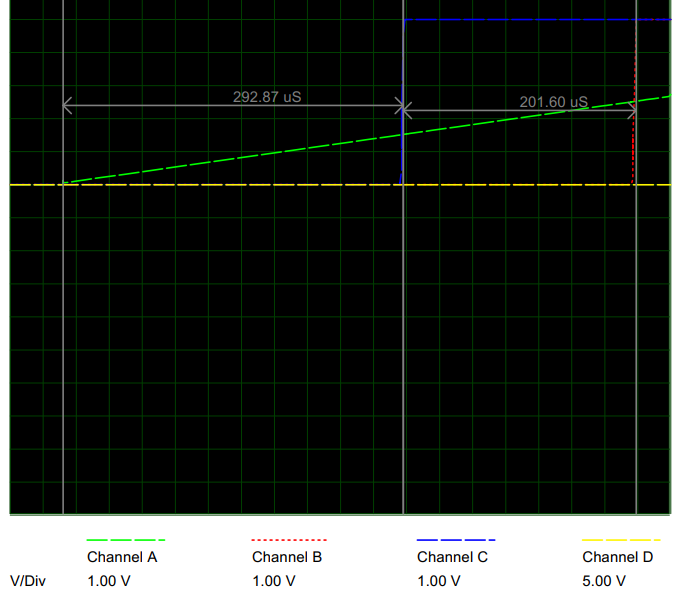 292.87 uS
201.60 uS
Channel A Channel B Channel C Channel D
V/Div 1.00 V 1.00 V 1.00 V 5.00 V